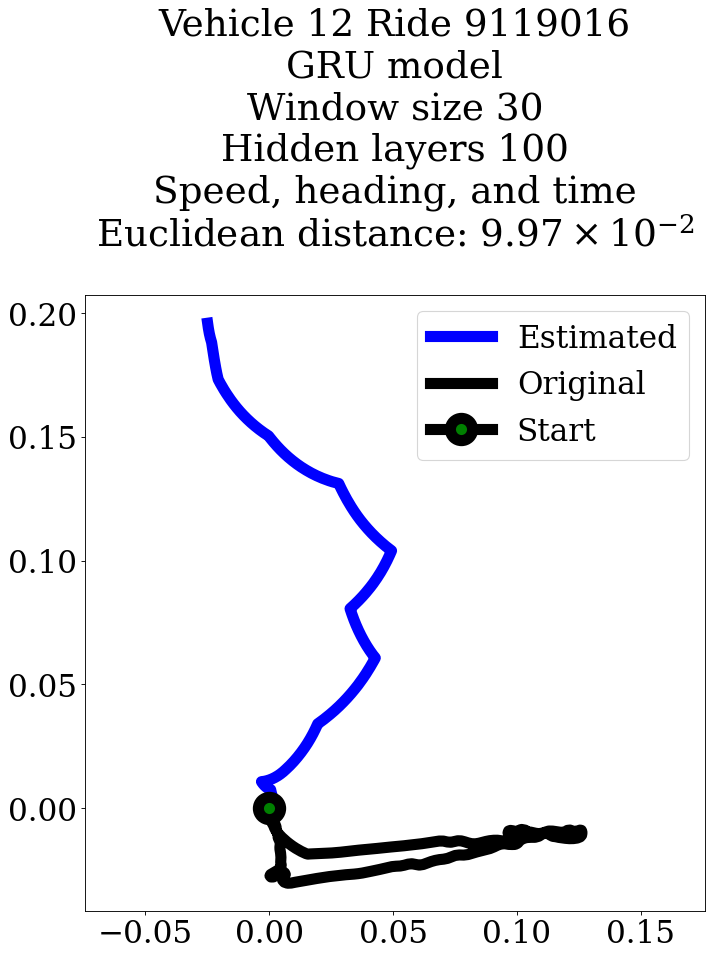 Vehicle 12 Ride 9119016
GRU model
Window size 30
Hidden layers 100
Speed, heading, and time
Euclidean distance: 9.97 × 10⁻²
0.20
0.15
0.10
0.05
0.00
Estimated
Original
Start
−0.05 0.00 0.05 0.10 0.15